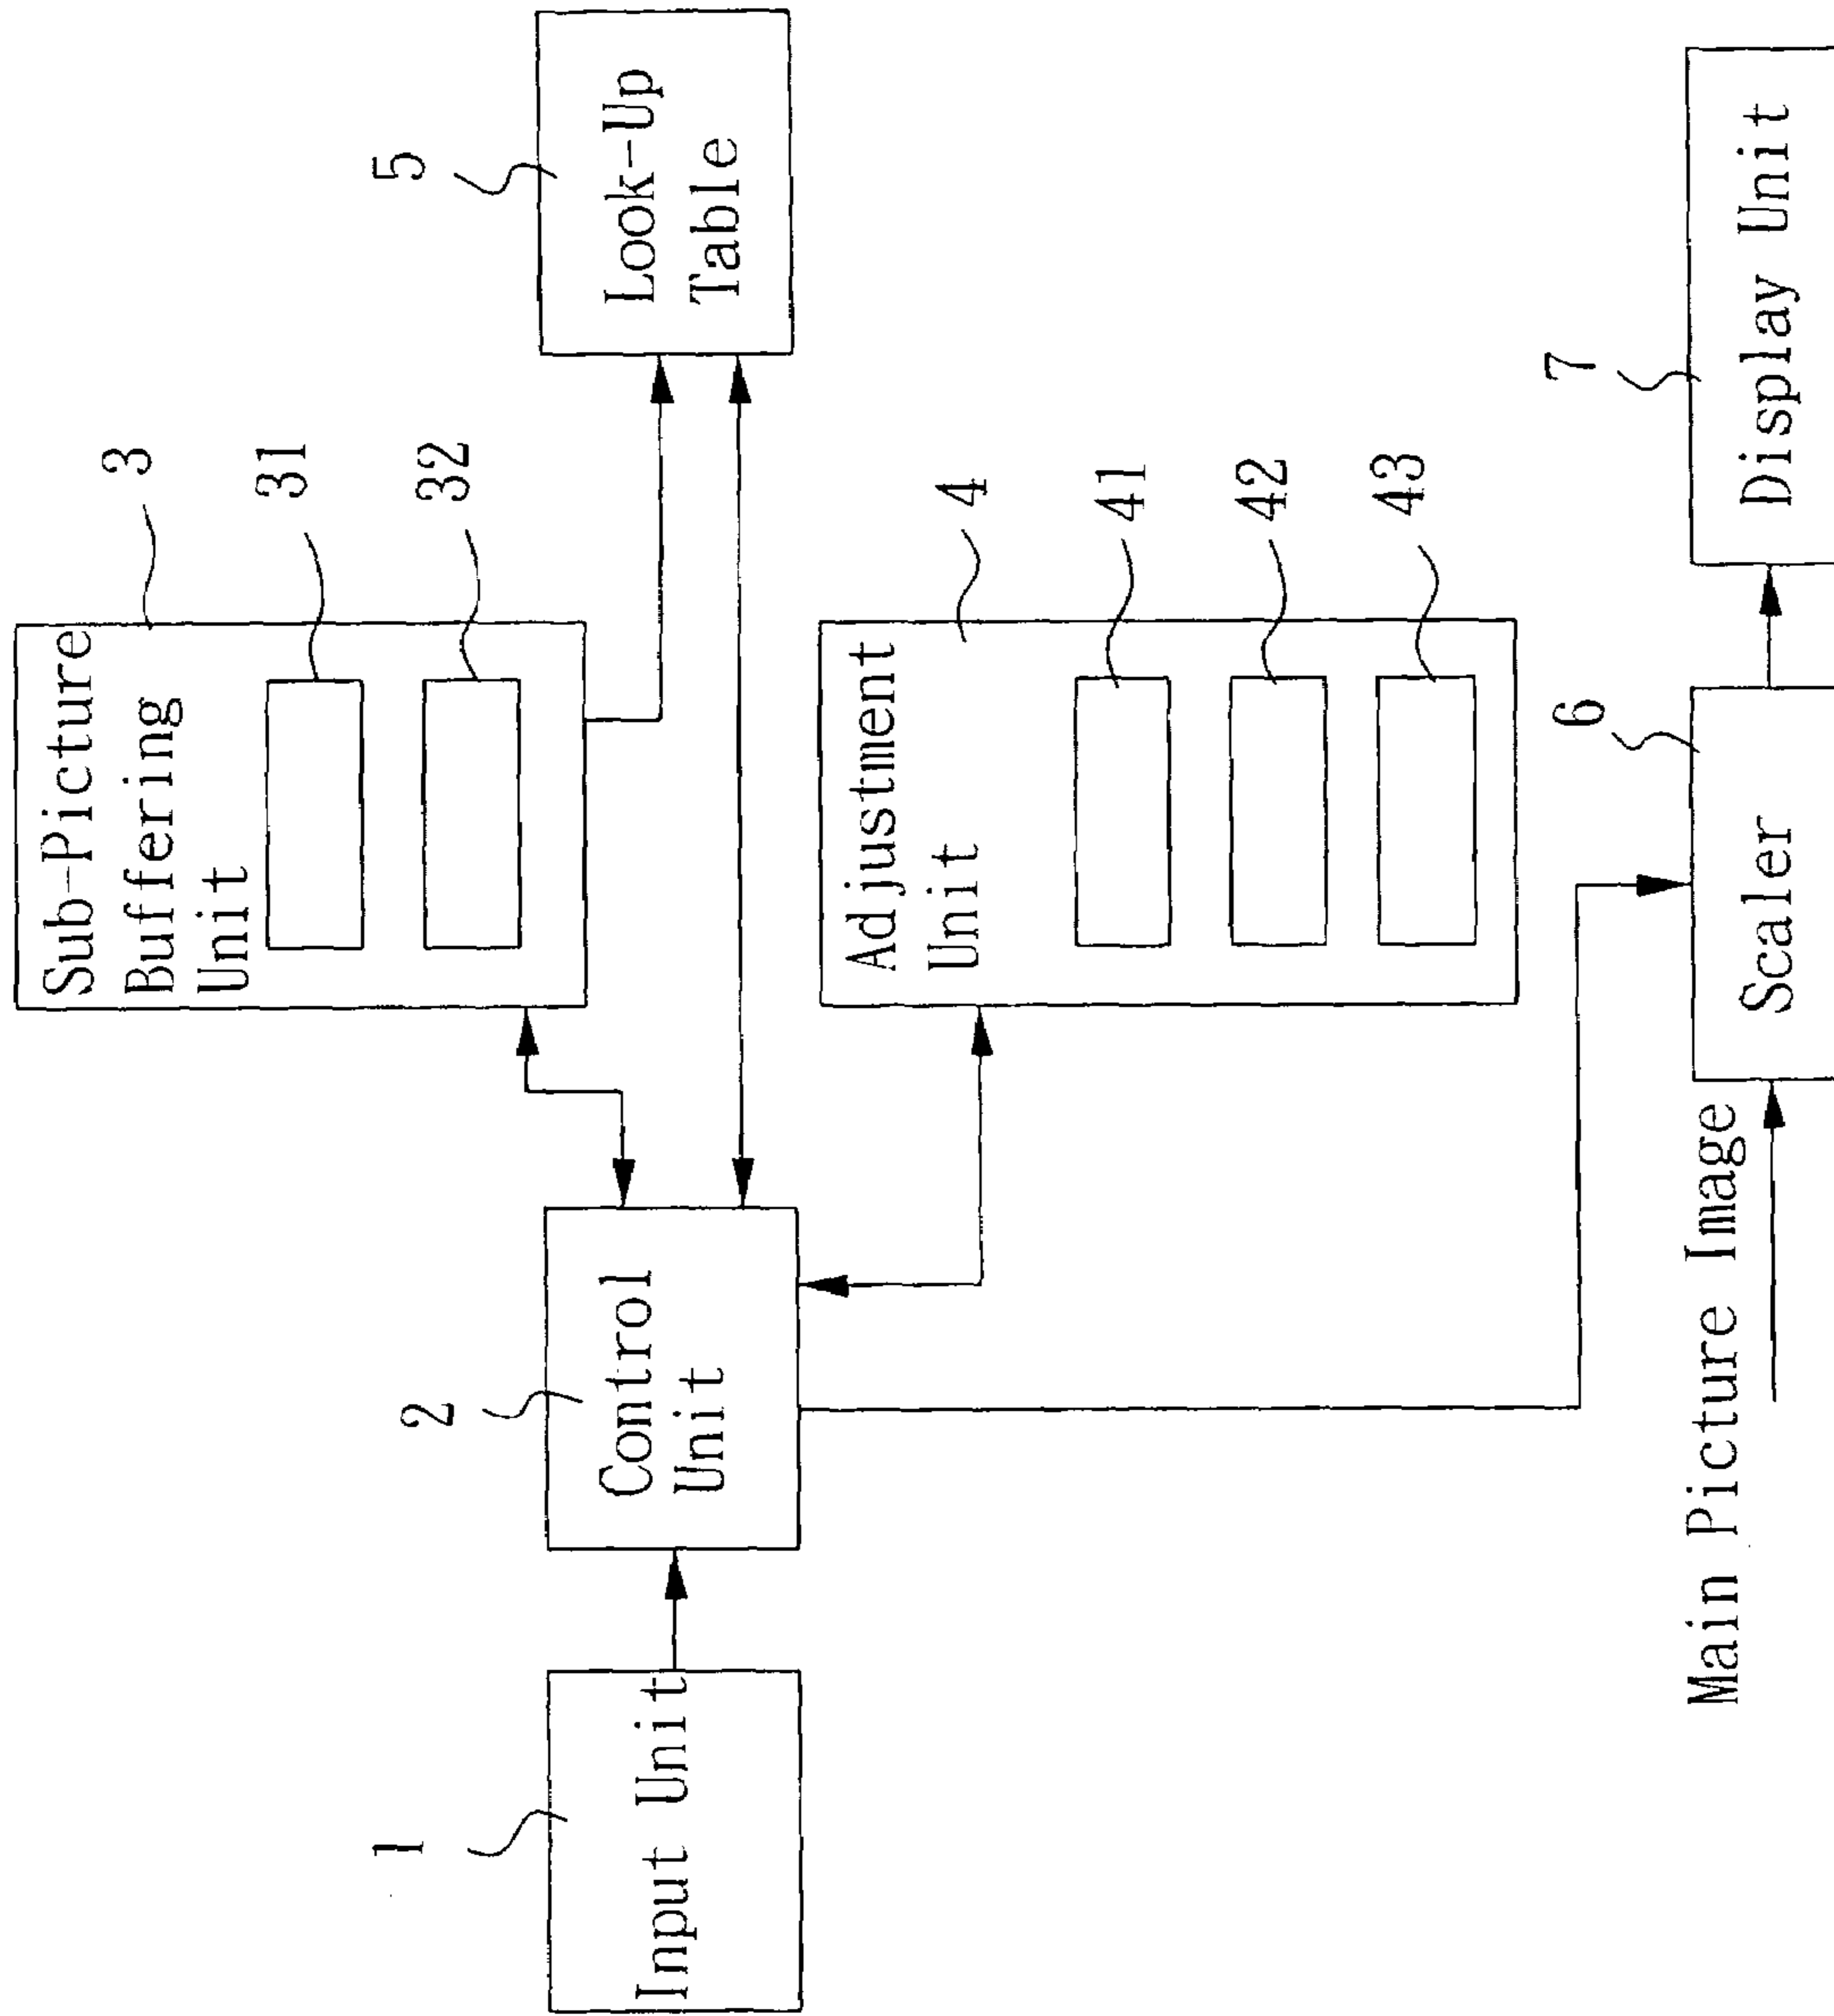 Sub-Picture
Buffering
Unit
3
31
32
5
Look-Up
Table
2
Control
Unit
1
Input Unit
Adjustment
Unit
4
41
42
43
Main Picture Image
6
Scaler
7
Display Unit